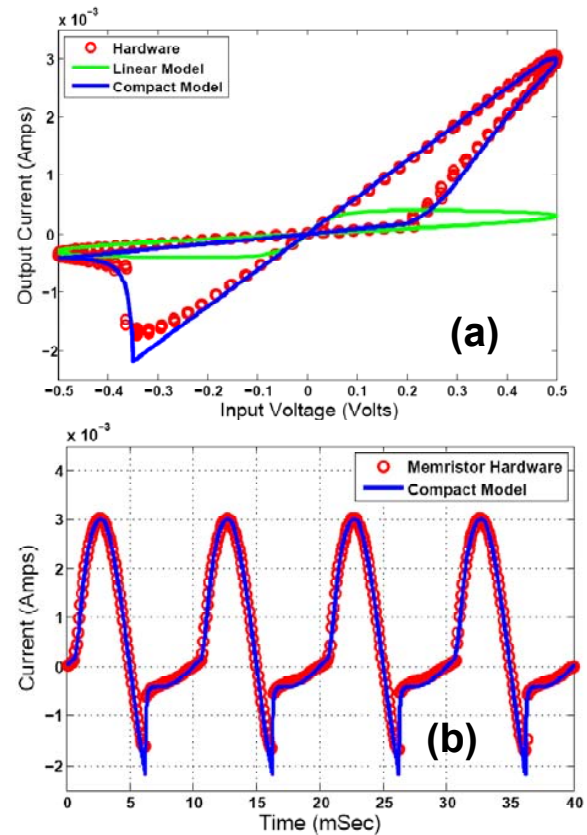 x 10⁻³
Hardware
Linear Model
Compact Model
3
2
1
0
−1
−2
Output Current (Amps)
(a)
−0.5 −0.4 −0.3 −0.2 −0.1 0 0.1 0.2 0.3 0.4 0.5
Input Voltage (Volts)
x 10⁻³
Memristor Hardware
Compact Model
4
3
2
1
0
−1
−2
Current (Amps)
(b)
0 5 10 15 20 25 30 35 40
Time (mSec)